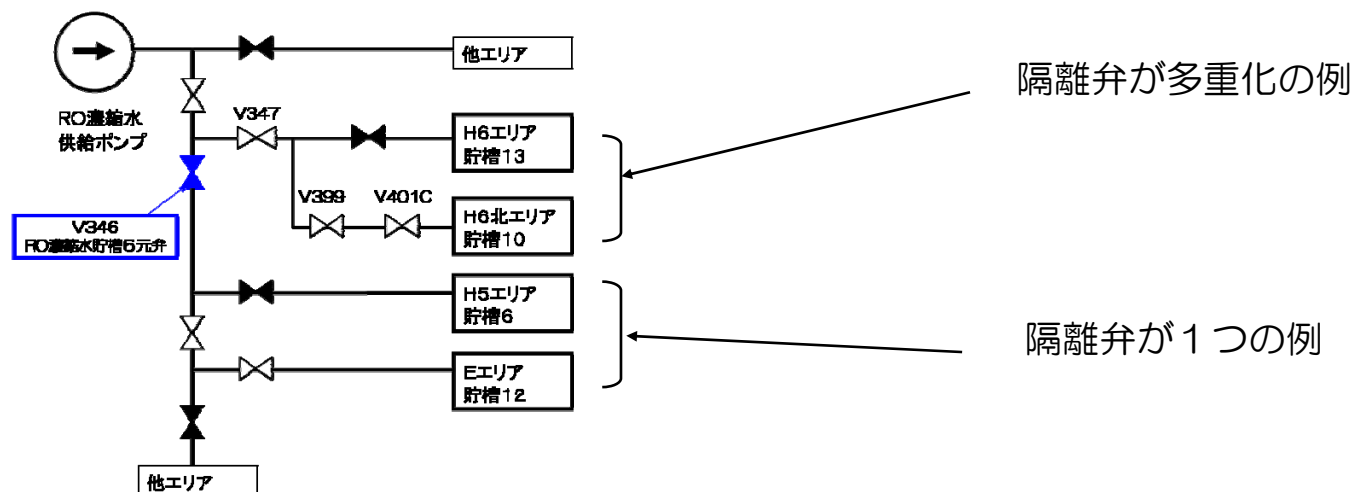 他エリア
隔離弁が多重化の例
RO濃縮水
供給ポンプ
V347
H6エリア
貯槽13
V399
V401C
H6北エリア
貯槽10
V346
RO濃縮水貯槽6元弁
H5エリア
貯槽6
隔離弁が１つの例
Eエリア
貯槽12
他エリア